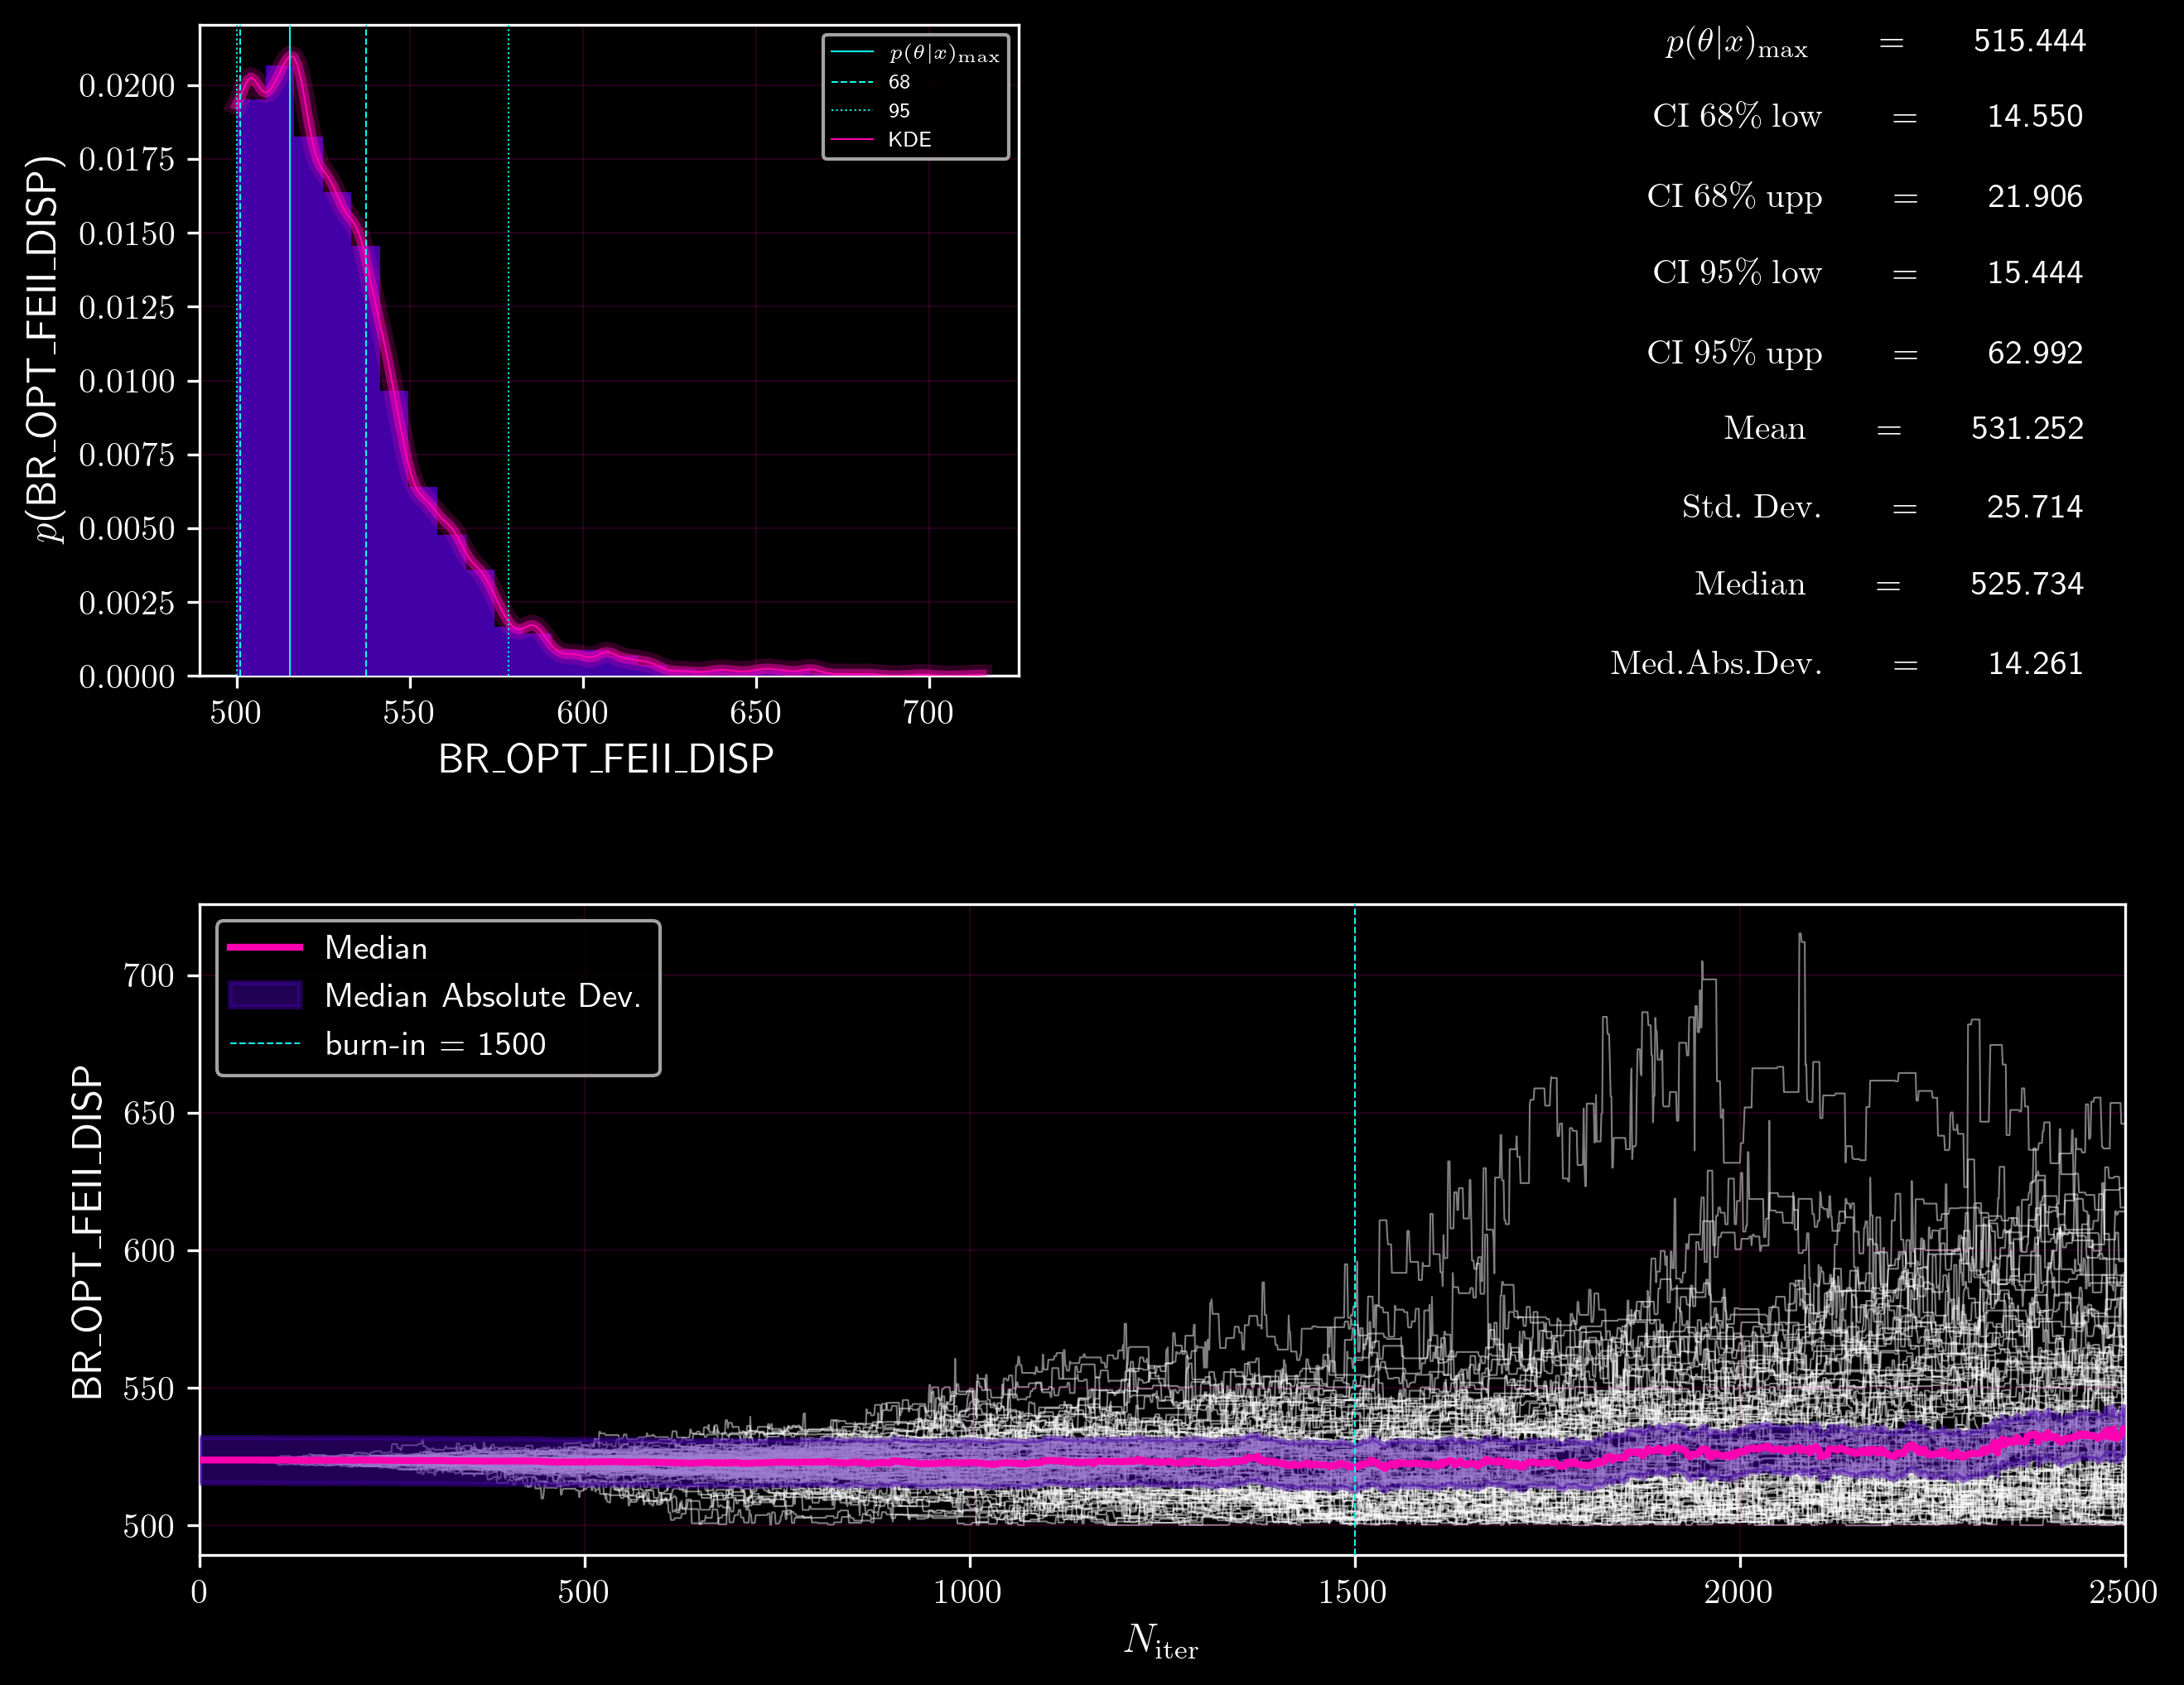 p(BR_OPT_FEII_DISP)
0.0200
0.0175
0.0150
0.0125
0.0100
0.0075
0.0050
0.0025
0.0000
500 550 600 650 700
BR_OPT_FEII_DISP
p(θ|x)max
68
95
KDE
p(θ|x)max = 515.444
CI 68% low = 14.550
CI 68% upp = 21.906
CI 95% low = 15.444
CI 95% upp = 62.992
Mean = 531.252
Std. Dev. = 25.714
Median = 525.734
Med.Abs.Dev. = 14.261
BR_OPT_FEII_DISP
700
650
600
550
500
Median
Median Absolute Dev.
burn-in = 1500
0 500 1000 1500 2000 2500
Niter